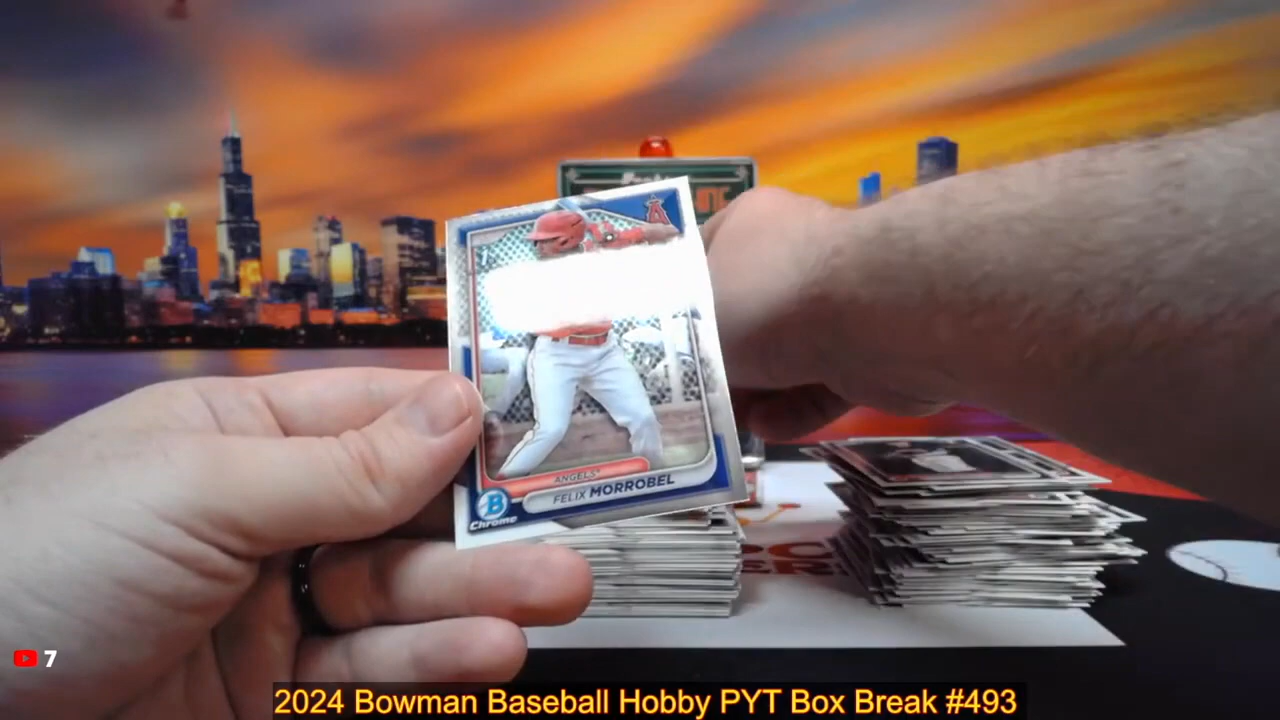 A
ANGELS
FELIX MORROBEL
B
Chrome
7
2024 Bowman Baseball Hobby PYT Box Break #493